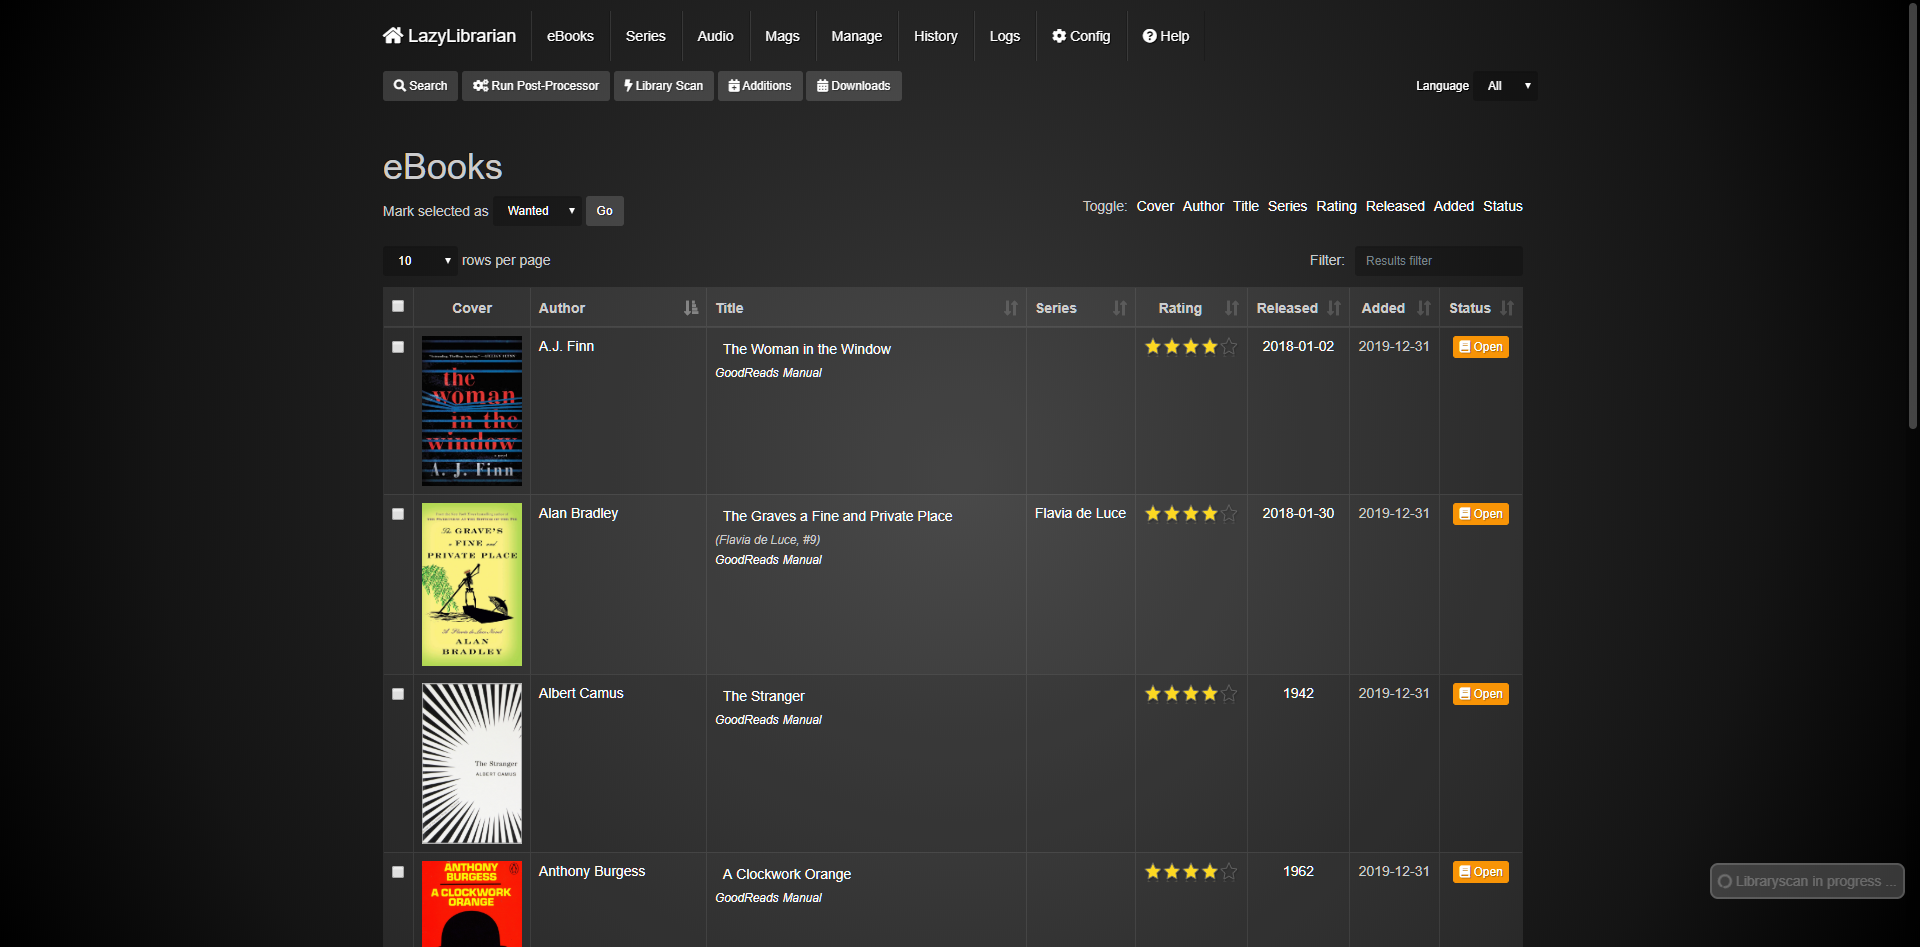 LazyLibrarian eBooks Series Audio Mags Manage History Logs Config Help
Search Run Post-Processor Library Scan Additions Downloads Language All
eBooks
Mark selected as Wanted Go Toggle: Cover Author Title Series Rating Released Added Status
10 rows per page Filter: Results filter
Cover Author Title Series Rating Released Added Status
A.J. Finn The Woman in the Window 2018-01-02 2019-12-31 Open
GoodReads Manual
the
woman
in the
window
A. J. Finn
Alan Bradley The Graves a Fine and Private Place Flavia de Luce 2018-01-30 2019-12-31 Open
(Flavia de Luce, #9)
GoodReads Manual
The GRAVE'S
a FINE and
PRIVATE PLACE
A Flavia de Luce Novel
ALAN
BRADLEY
Albert Camus The Stranger 1942 2019-12-31 Open
GoodReads Manual
The Stranger
ALBERT CAMUS
Anthony Burgess A Clockwork Orange 1962 2019-12-31 Open
GoodReads Manual
ANTHONY
BURGESS
A CLOCKWORK
ORANGE
Libraryscan in progress ...